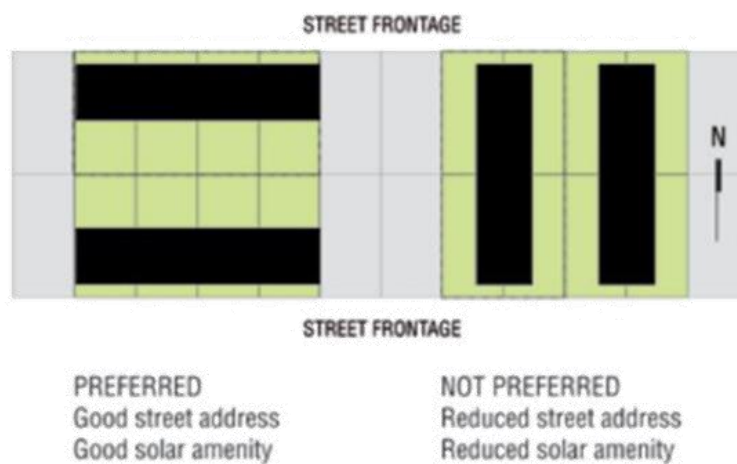 STREET FRONTAGE
N
STREET FRONTAGE
PREFERRED
Good street address
Good solar amenity
NOT PREFERRED
Reduced street address
Reduced solar amenity